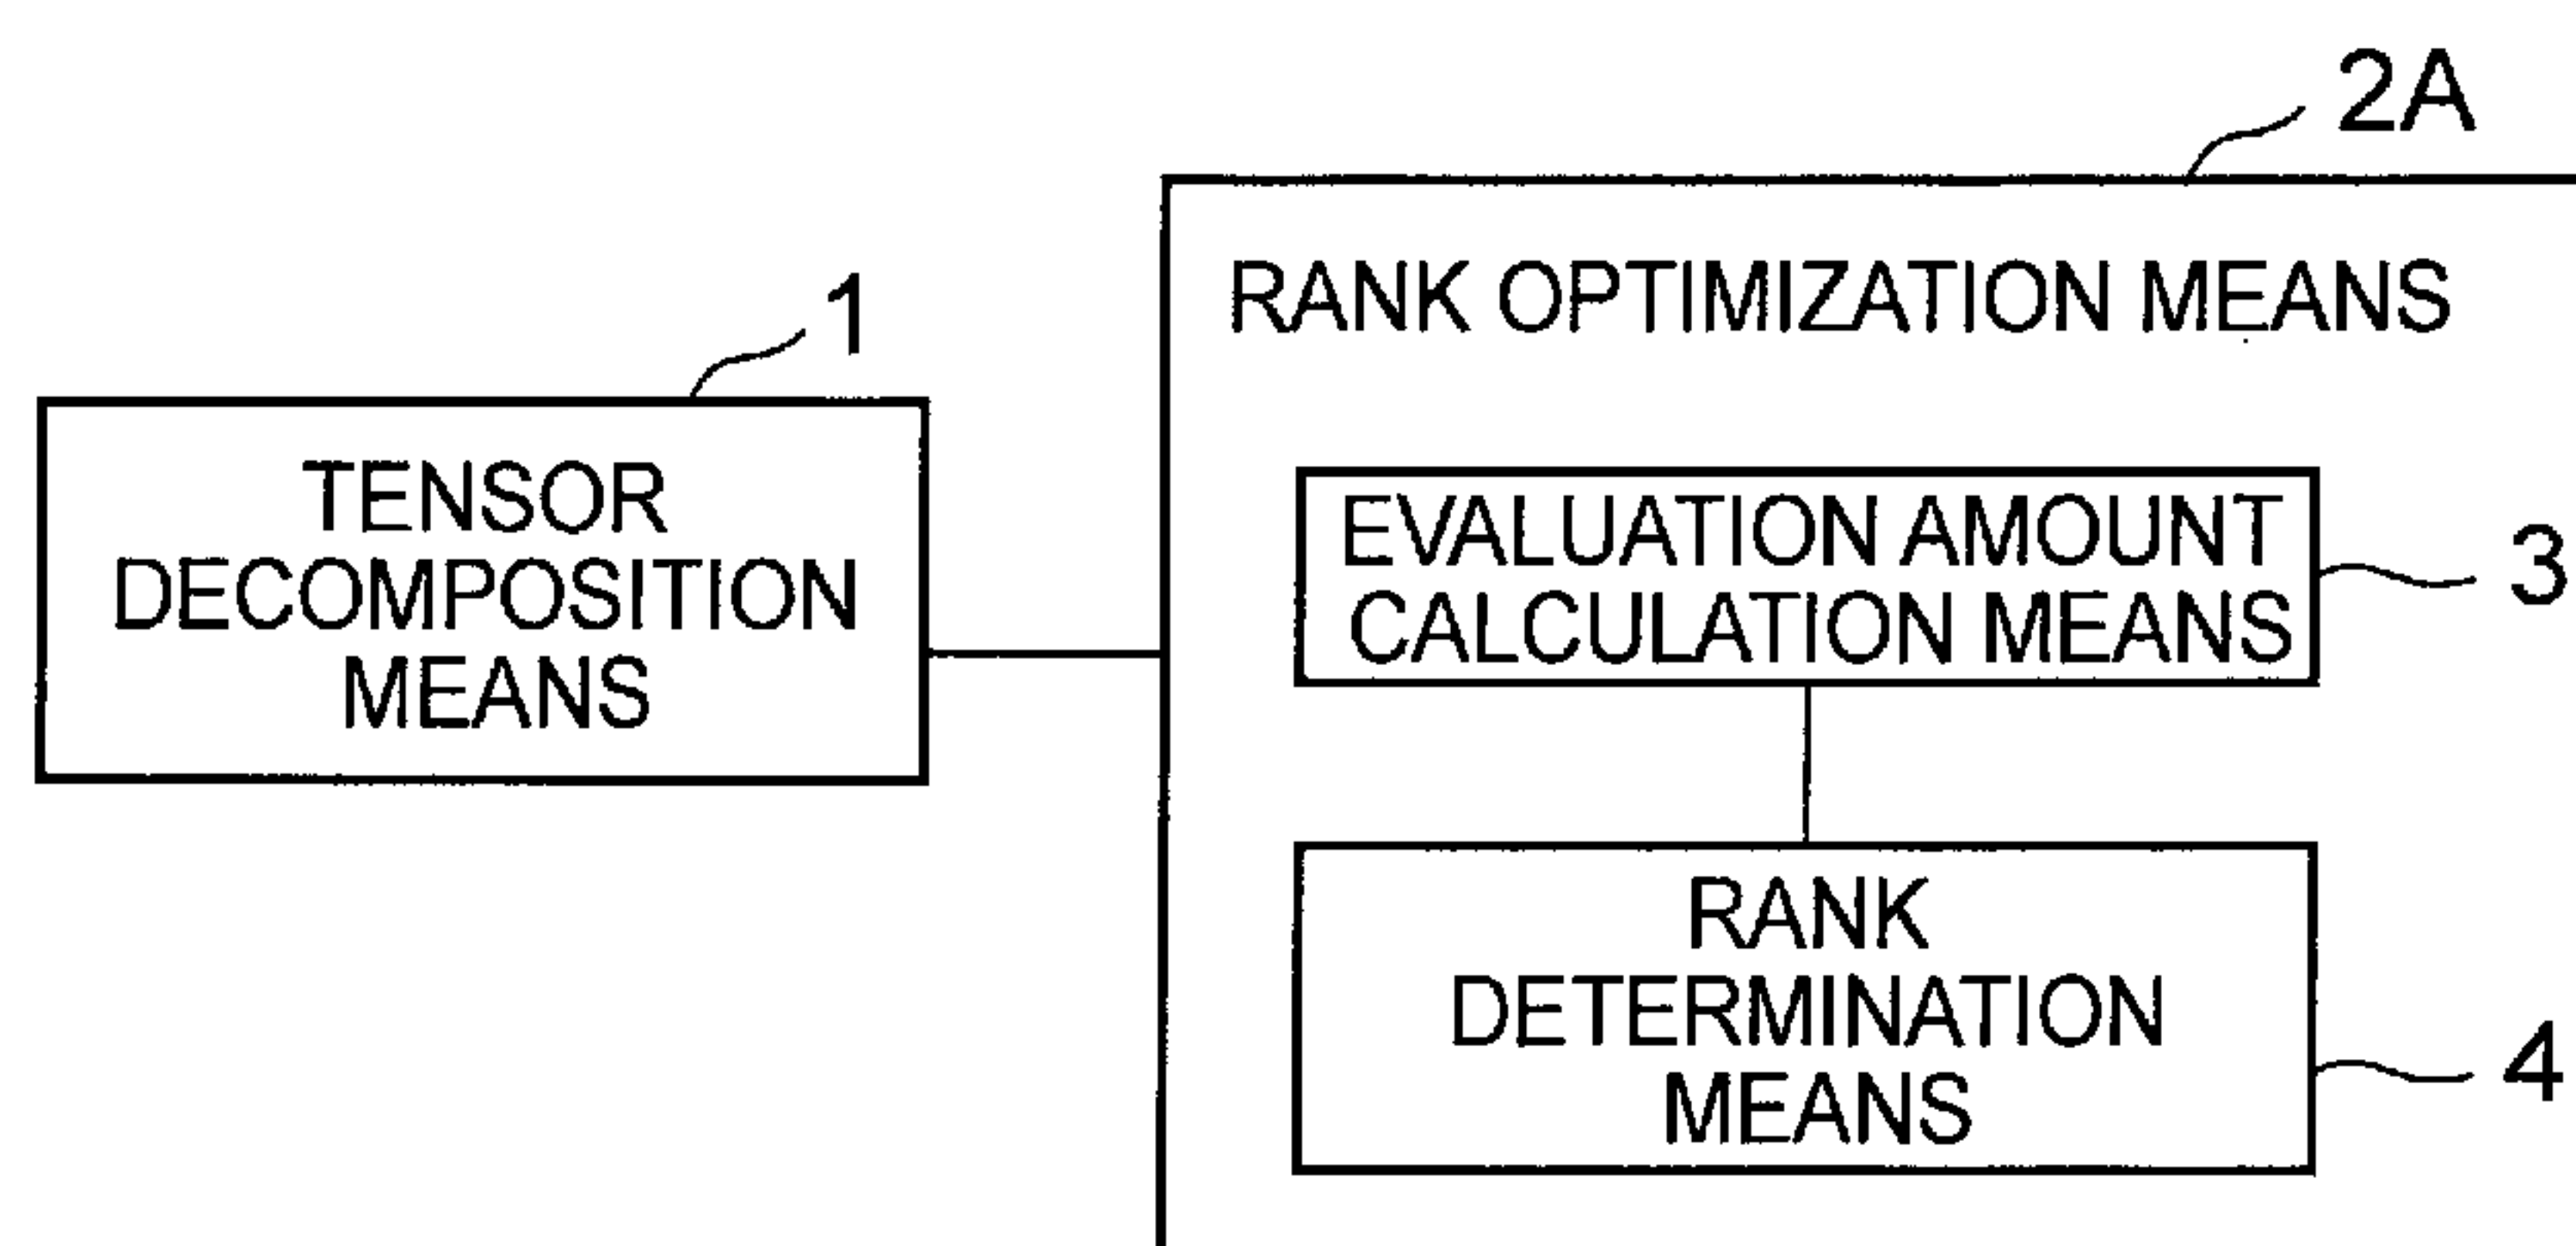 2A
RANK OPTIMIZATION MEANS
1
TENSOR
DECOMPOSITION
MEANS
EVALUATION AMOUNT
CALCULATION MEANS
3
RANK
DETERMINATION
MEANS
4